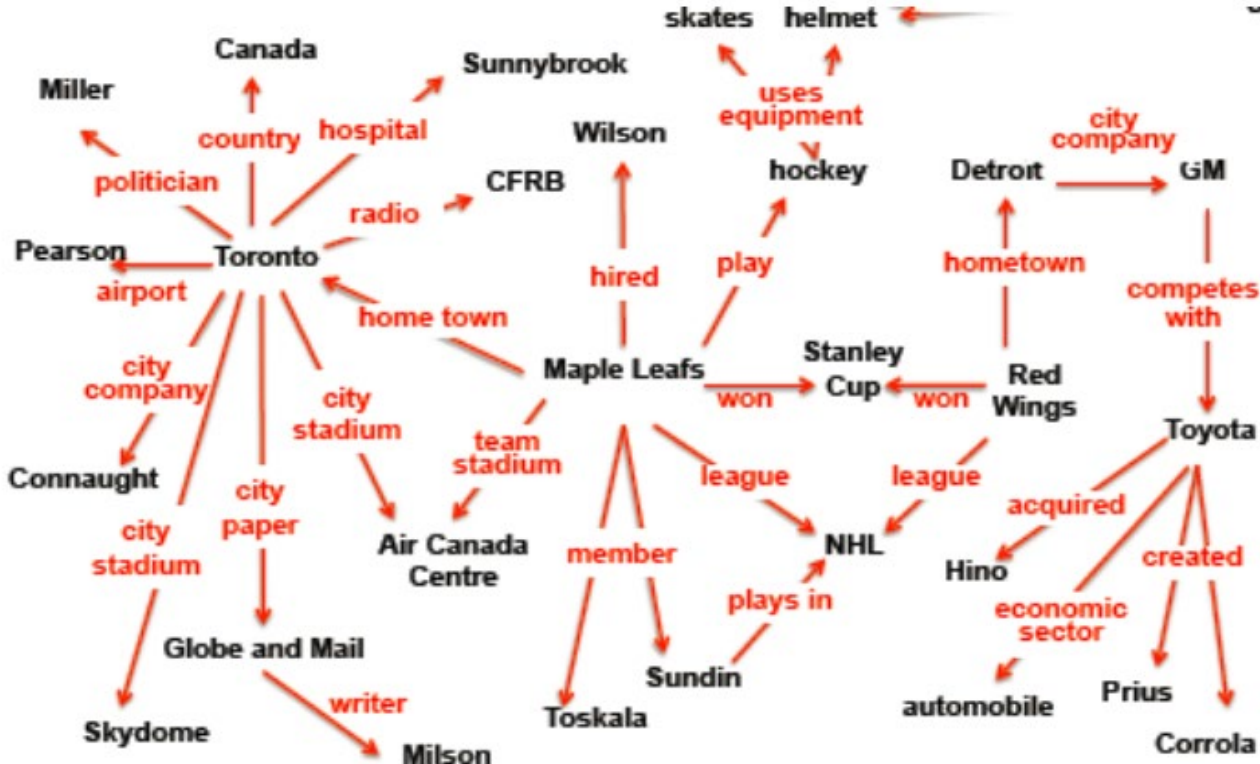 skates
helmet
Canada
Sunnybrook
Miller
country
hospital
uses
equipment
Wilson
city
company
politician
CFRB
hockey
Detroit
GM
radio
Pearson
Toronto
airport
hired
play
hometown
competes
with
home town
Maple Leafs
Stanley
Cup
won
won
Red
Wings
city
company
city
stadium
team
stadium
league
league
Toyota
Connaught
city
paper
acquired
city
stadium
Air Canada
Centre
member
NHL
Hino
created
plays in
economic
sector
Globe and Mail
Sundin
Prius
automobile
writer
Toskala
Skydome
Milson
Corrola